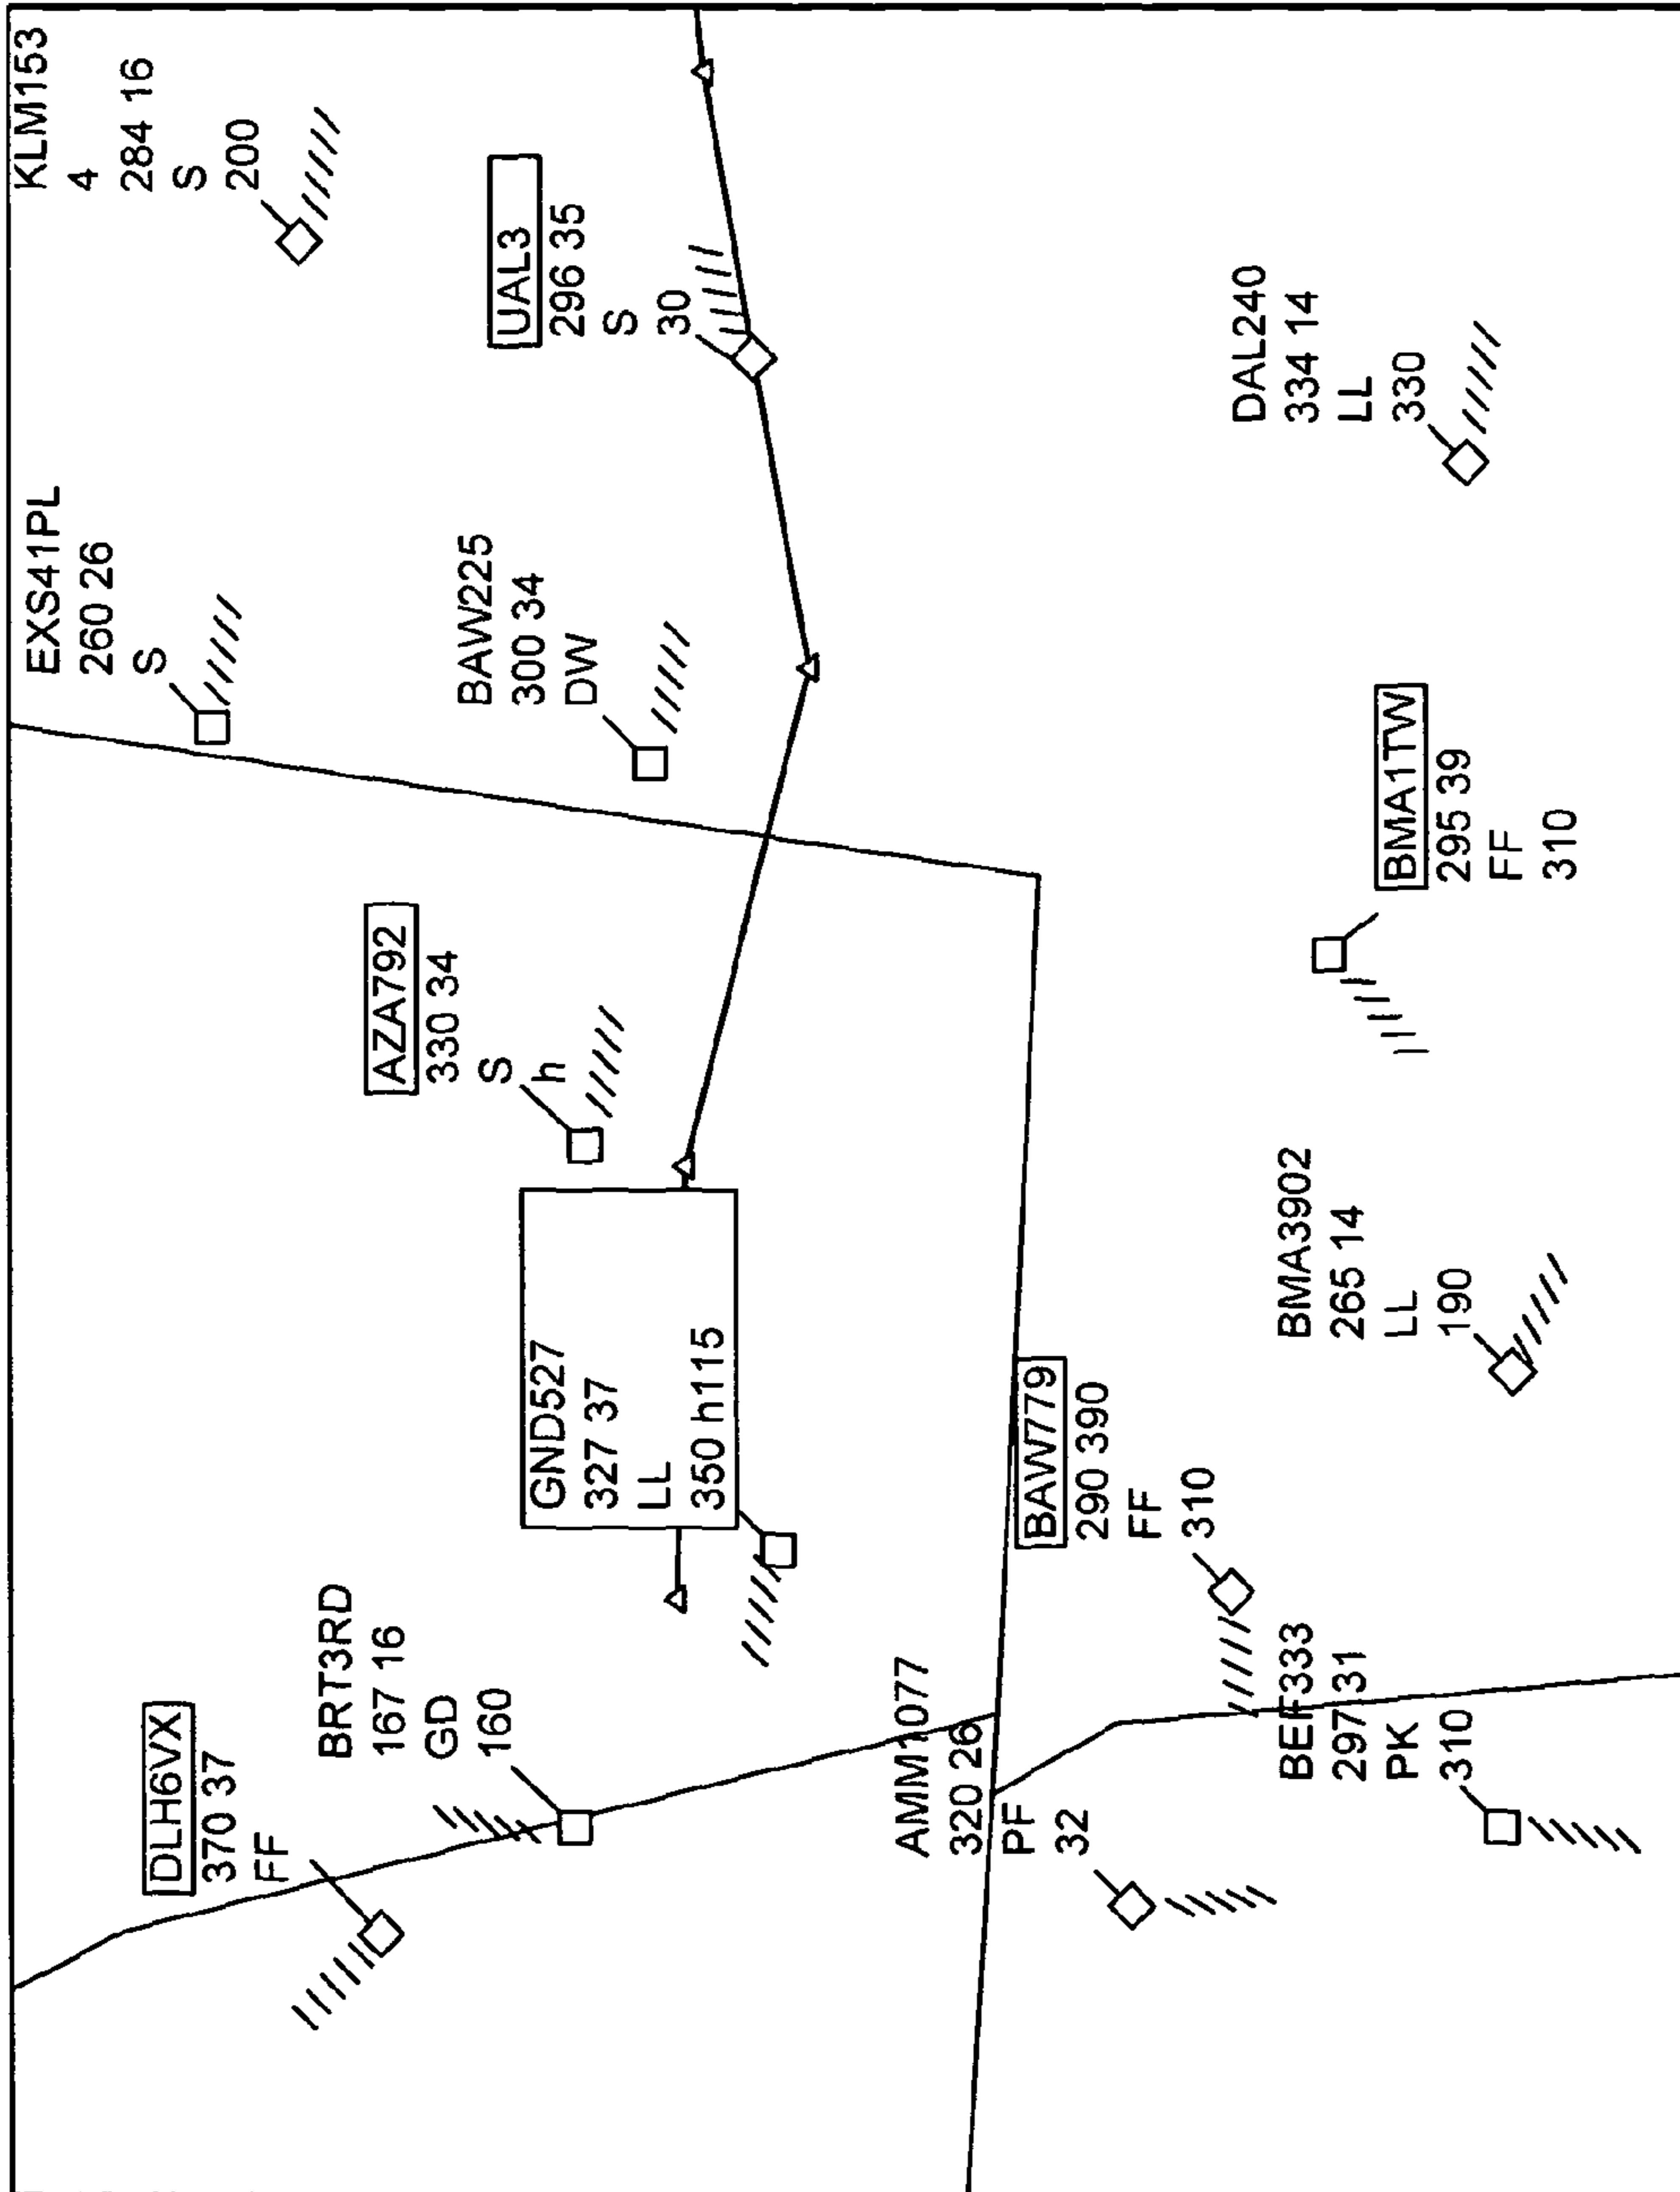 KLM153
4
284 16
S
200
EXS41PL
260 26
S
DLH6VX
370 37
FF
BRT3RD
167 16
GD
160
AZA792
330 34
S
h
BAW225
300 34
DW
UAL3
296 35
S
30
GND527
327 37
LL
350 h115
AMM1077
320 26
PF
32
BAW779
290 390
FF
310
DAL240
334 14
LL
330
BEF333
297 31
PK
310
BMA3902
265 14
LL
190
BMA1TW
295 39
FF
310